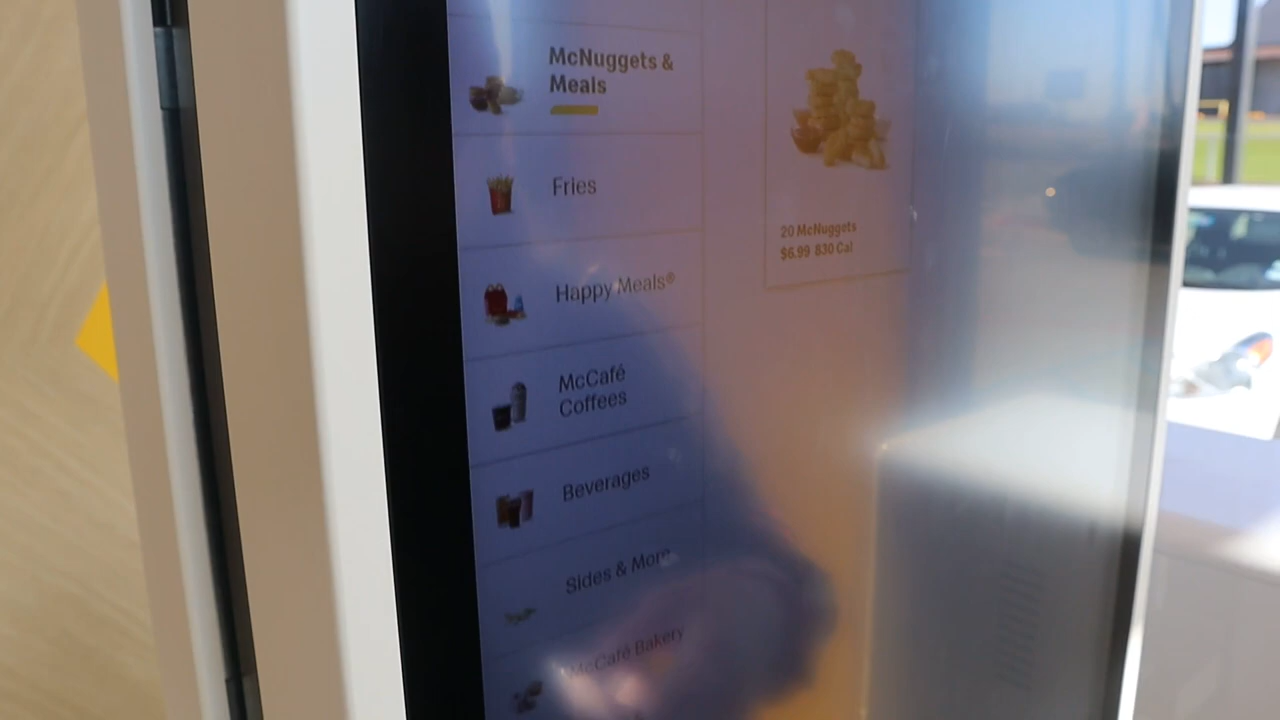 McNuggets &
Meals
Fries
Happy Meals®
McCafé
Coffees
Beverages
Sides & More
McCafé Bakery
20 McNuggets
$6.99 830 Cal